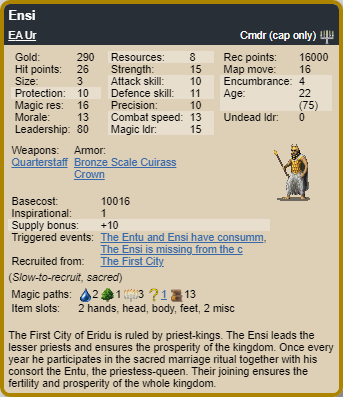 Ensi
EA Ur Cmdr (cap only)
Gold: 290 Resources: 8 Rec points: 16000
Hit points: 26 Strength: 15 Map move: 16
Size: 3 Attack skill: 10 Encumbrance: 4
Protection: 10 Defence skill: 11 Age: 22
Magic res: 16 Precision: 10 (75)
Morale: 13 Combat speed: 13 Undead ldr: 0
Leadership: 80 Magic ldr: 15
Weapons: Armor:
Quarterstaff Bronze Scale Cuirass
Crown
Basecost: 10016
Inspirational: 1
Supply bonus: +10
Triggered events: The Entu and Ensi have consumm,
The Ensi is missing from the c
Recruited from: The First City
(Slow-to-recruit, sacred)
Magic paths: 2 1 3 ?1 13
Item slots: 2 hands, head, body, feet, 2 misc
The First City of Eridu is ruled by priest-kings. The Ensi leads the
lesser priests and ensures the prosperity of the kingdom. Once every
year he participates in the sacred marriage ritual together with his
consort the Entu, the priestess-queen. Their joining ensures the
fertility and prosperity of the whole kingdom.